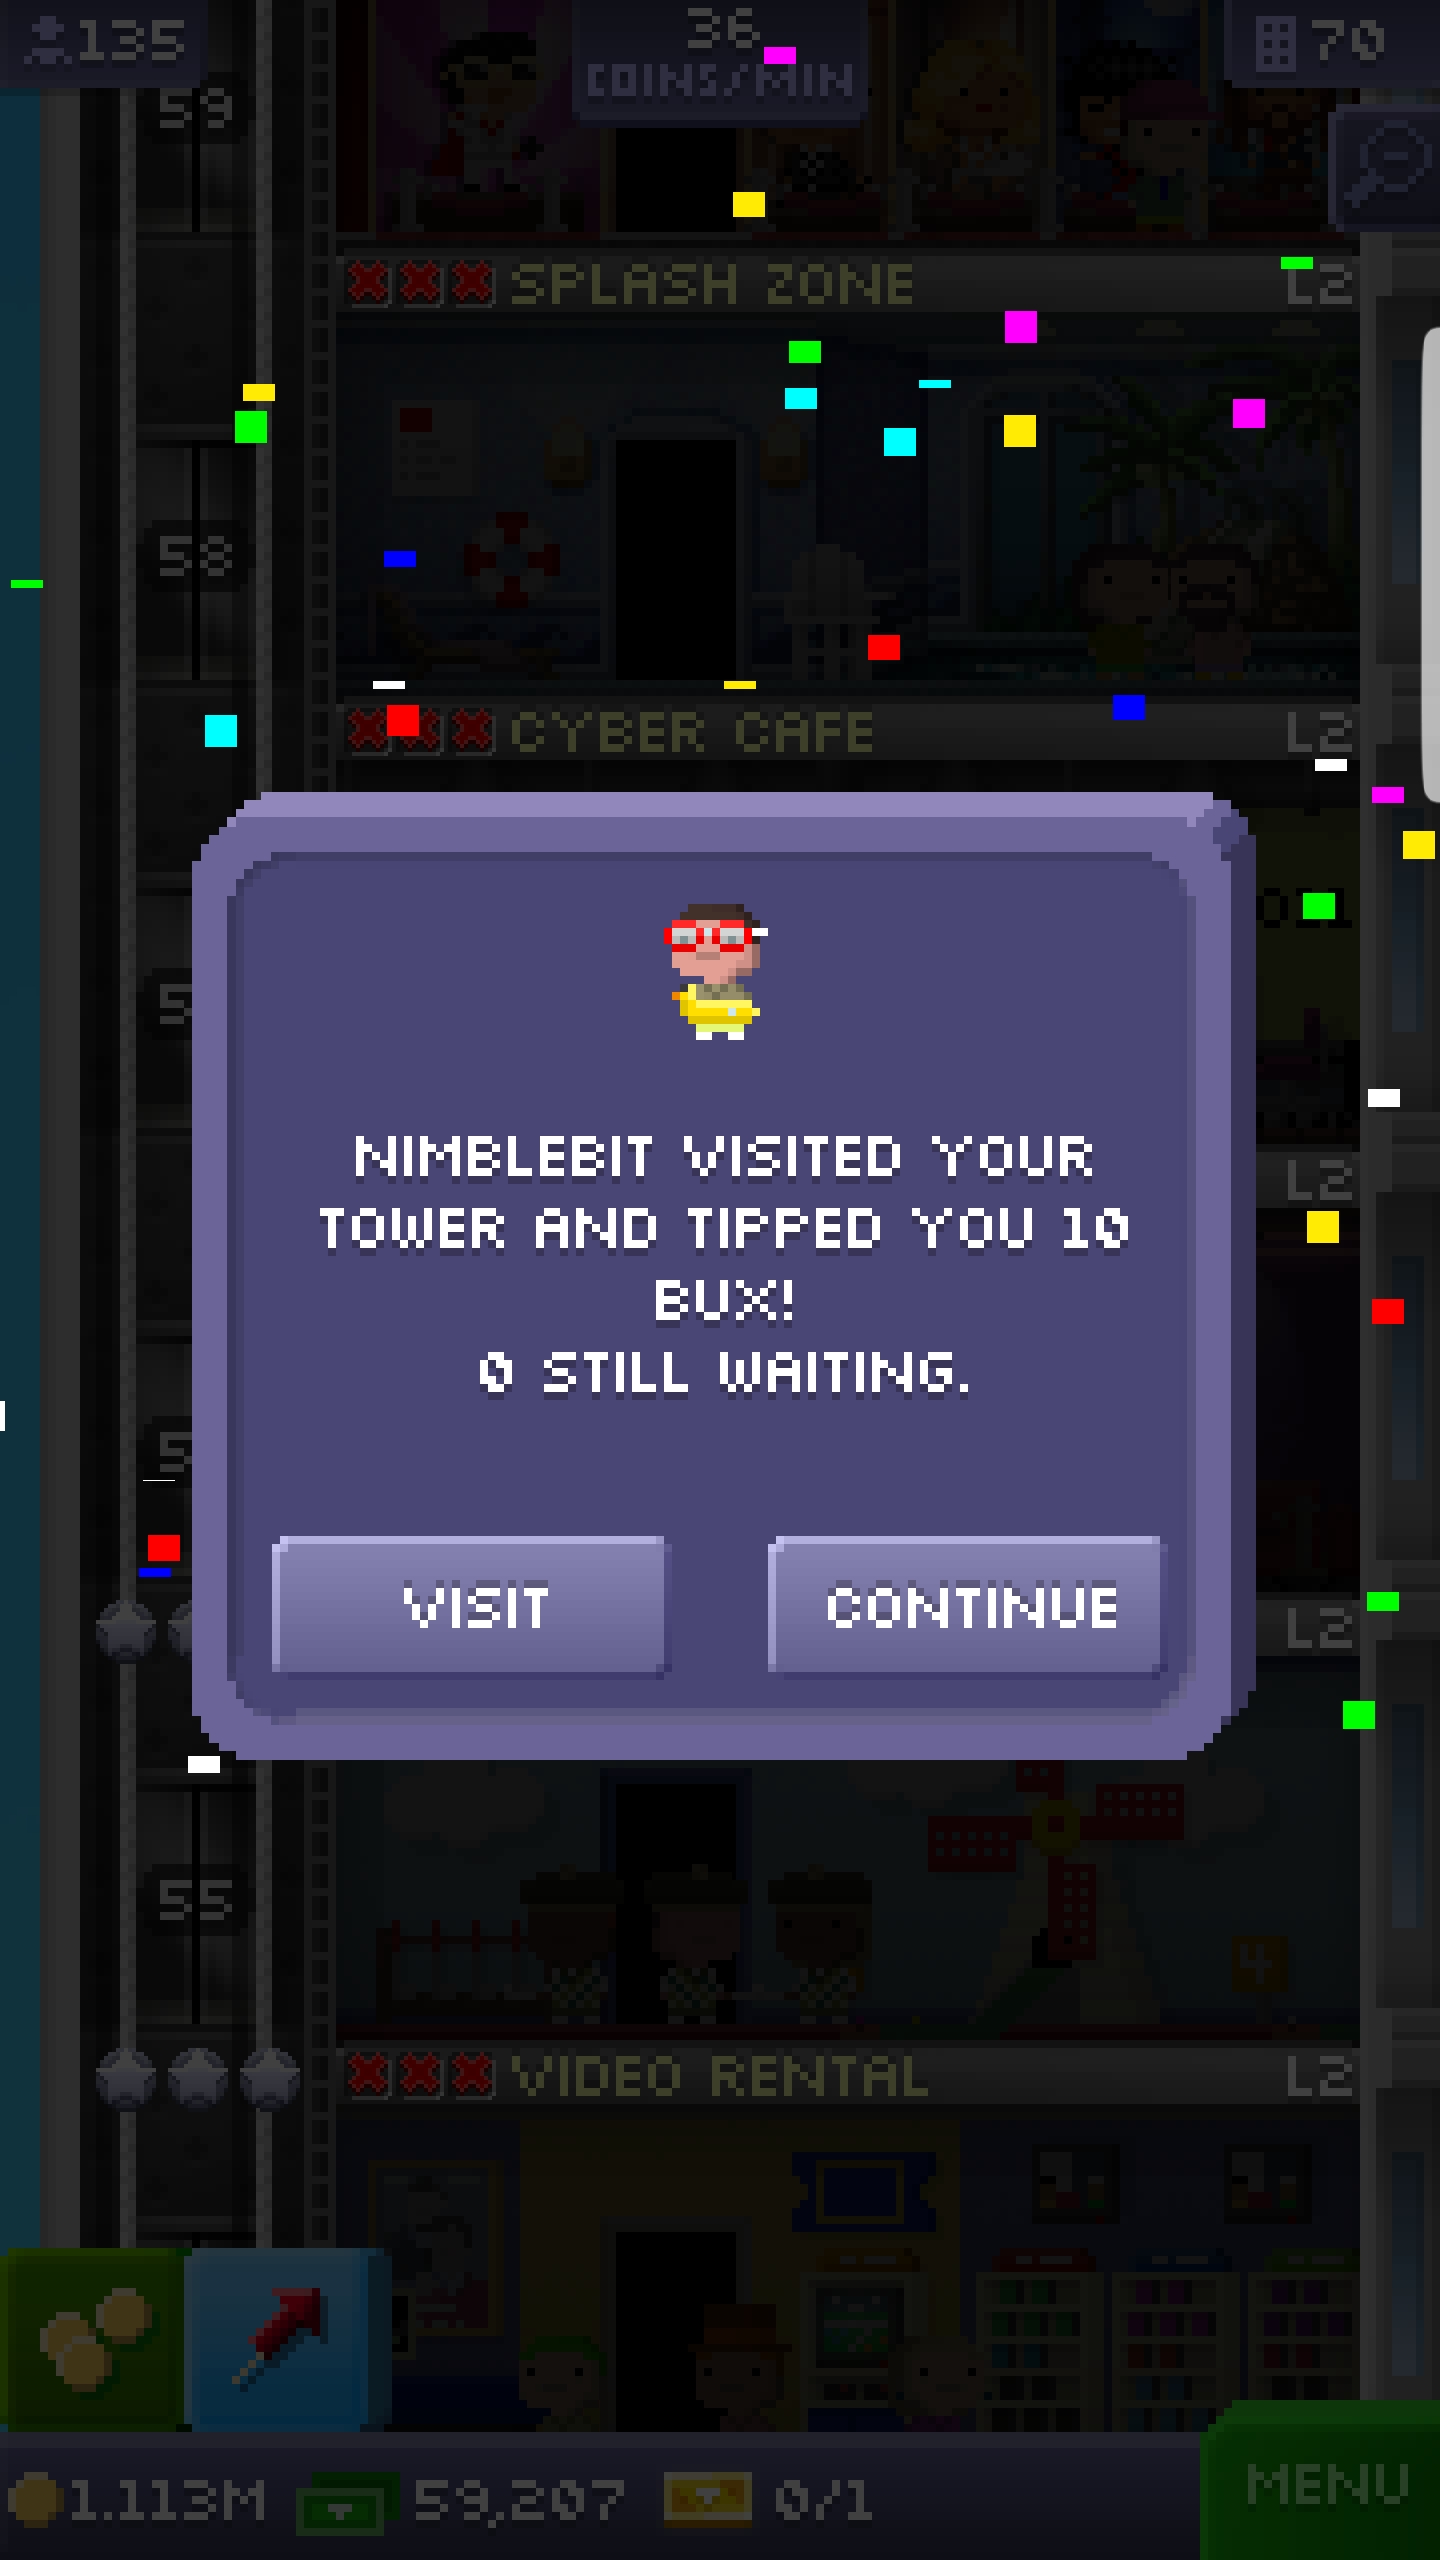 135
36
COINS/MIN
70
59
SPLASH ZONE
L2
58
CYBER CAFE
L2
NIMBLEBIT VISITED YOUR
TOWER AND TIPPED YOU 10
BUX!
0 STILL WAITING.
L2
VISIT
CONTINUE
L2
55
4
VIDEO RENTAL
L2
1.113M
59,207
0/1
MENU